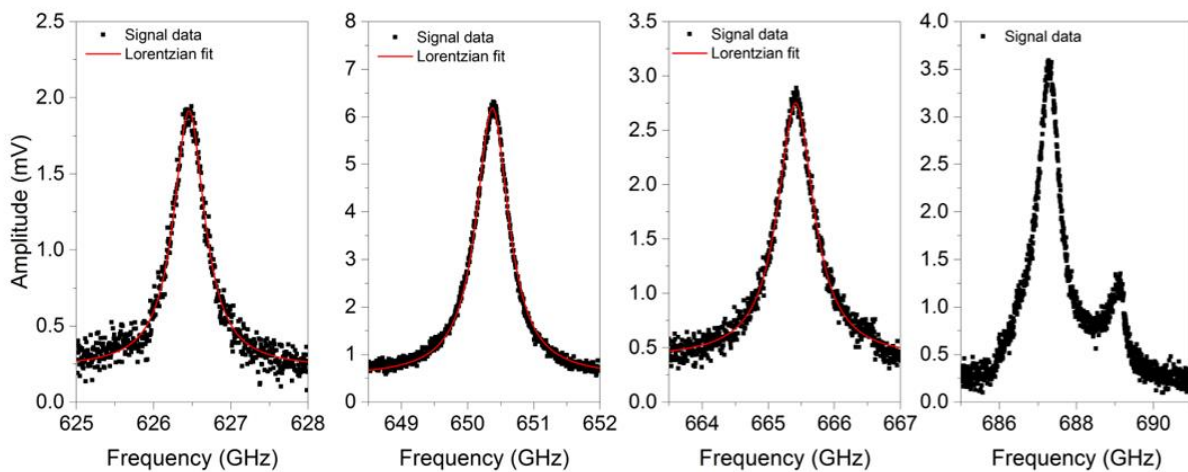 Amplitude (mV)
2.5
2.0
1.5
1.0
0.5
0.0
Signal data
Lorentzian fit
625 626 627 628
Frequency (GHz)
8
7
6
5
4
3
2
1
0
Signal data
Lorentzian fit
649 650 651 652
Frequency (GHz)
3.5
3.0
2.5
2.0
1.5
1.0
0.5
0.0
Signal data
Lorentzian fit
664 665 666 667
Frequency (GHz)
4.0
3.5
3.0
2.5
2.0
1.5
1.0
0.5
0.0
Signal data
686 688 690
Frequency (GHz)